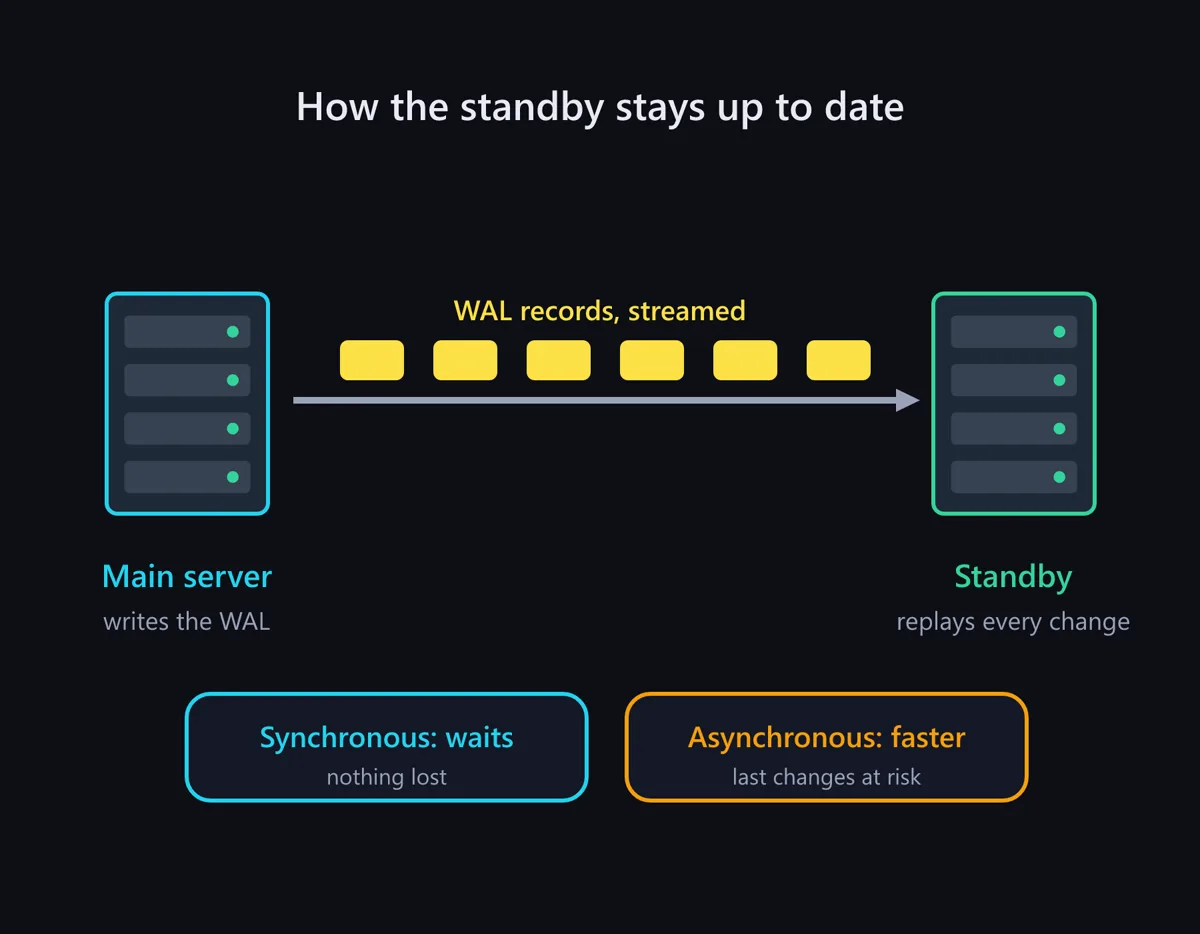 How the standby stays up to date
WAL records, streamed
Main server
writes the WAL
Standby
replays every change
Synchronous: waits
nothing lost
Asynchronous: faster
last changes at risk